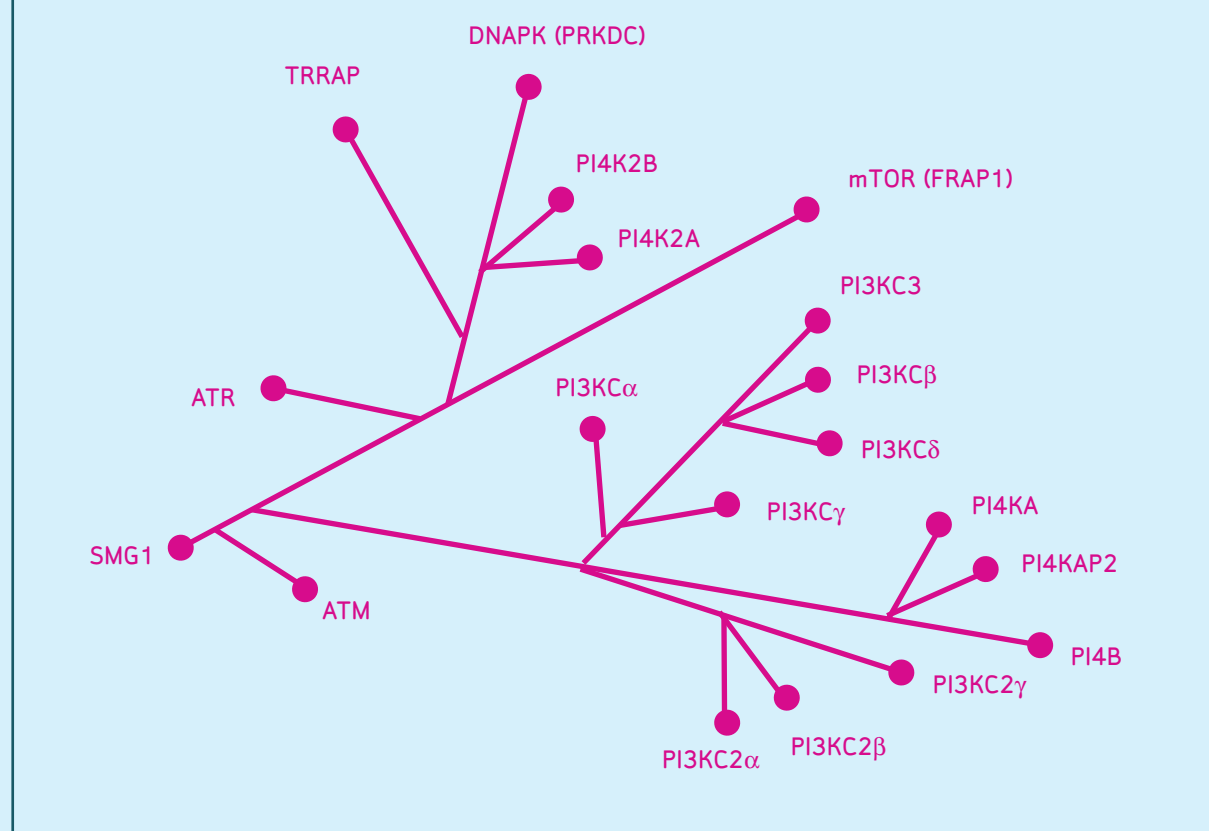 DNAPK (PRKDC)
TRRAP
PI4K2B
mTOR (FRAP1)
PI4K2A
PI3KC3
PI3KCβ
PI3KCα
ATR
PI3KCδ
PI4KA
PI3KCγ
SMG1
PI4KAP2
ATM
PI4B
PI3KC2γ
PI3KC2β
PI3KC2α